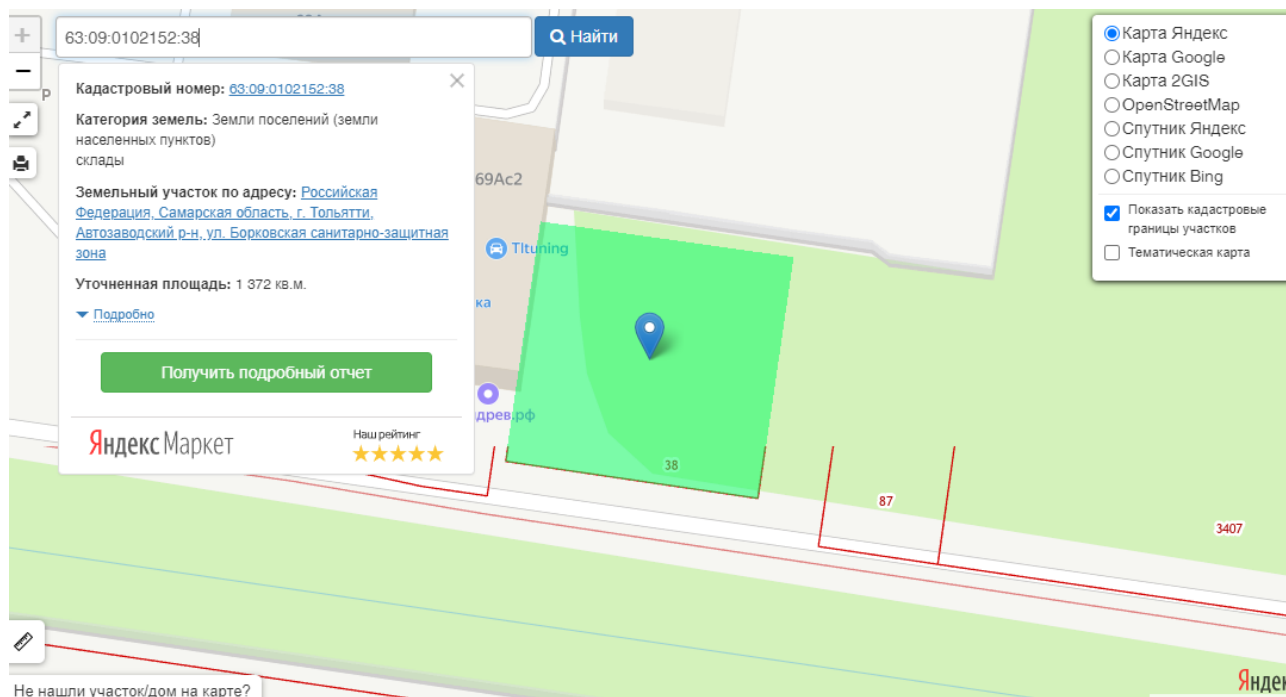 63:09:0102152:38
Найти
Кадастровый номер: 63:09:0102152:38
Категория земель: Земли поселений (земли
населенных пунктов)
склады
Земельный участок по адресу: Российская
Федерация, Самарская область, г. Тольятти,
Автозаводский р-н, ул. Борковская санитарно-защитная
зона
Уточненная площадь: 1 372 кв.м.
Подробно
Получить подробный отчет
Яндекс Маркет
Наш рейтинг
Карта Яндекс
Карта Google
Карта 2GIS
OpenStreetMap
Спутник Яндекс
Спутник Google
Спутник Bing
Показать кадастровые
границы участков
Тематическая карта
69Ас2
Tltuning
ка
древ.рф
38
87
3407
Р
Не нашли участок/дом на карте?
Яндек